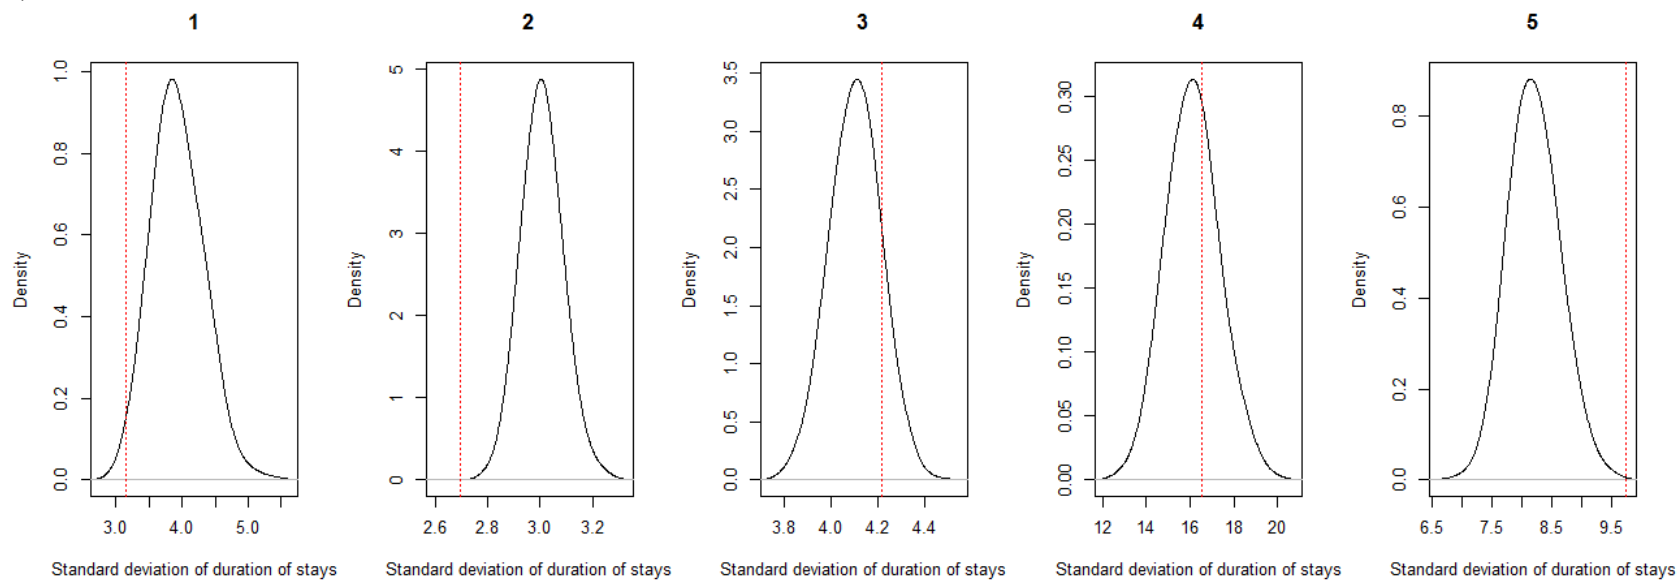 1
Density
0.0 0.2 0.4 0.6 0.8 1.0
3.0 4.0 5.0
Standard deviation of duration of stays
2
Density
0 1 2 3 4 5
2.6 2.8 3.0 3.2
Standard deviation of duration of stays
3
Density
0.0 0.5 1.0 1.5 2.0 2.5 3.0 3.5
3.8 4.0 4.2 4.4
Standard deviation of duration of stays
4
Density
0.00 0.05 0.10 0.15 0.20 0.25 0.30
12 14 16 18 20
Standard deviation of duration of stays
5
Density
0.0 0.2 0.4 0.6 0.8
6.5 7.5 8.5 9.5
Standard deviation of duration of stays